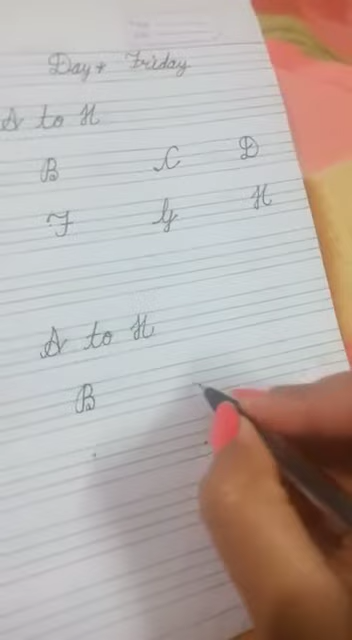 Day + Friday
A to H
B C D
F G H
A to H
B